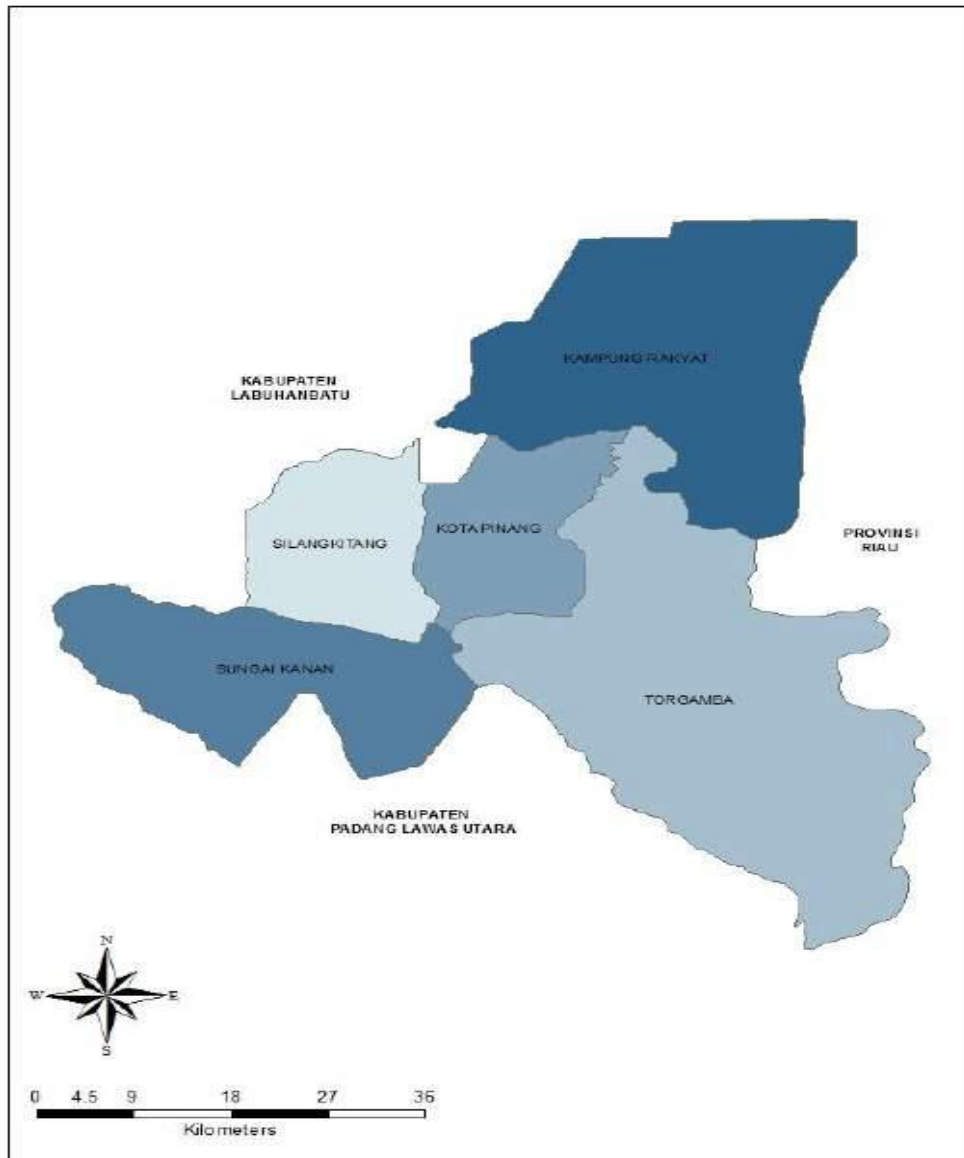 KAMPUNG RAKYAT
KABUPATEN
LABUHANBATU
KOTA PINANG
SILANGKITANG
PROVINSI
RIAU
SUNGAI KANAN
TORGAMBA
KABUPATEN
PADANG LAWAS UTARA
N
W E
S
0 4.5 9 18 27 36
Kilometers